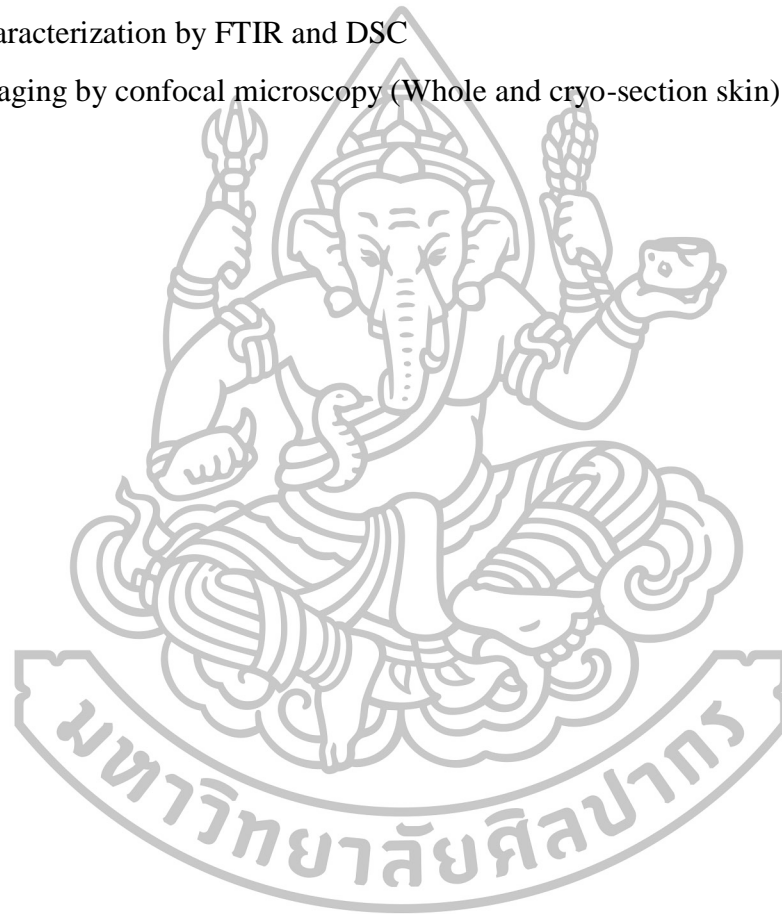 aracterization by FTIR and DSC
aging by confocal microscopy (Whole and cryo-section skin)
มหาวิทยาลัยศิลปากร